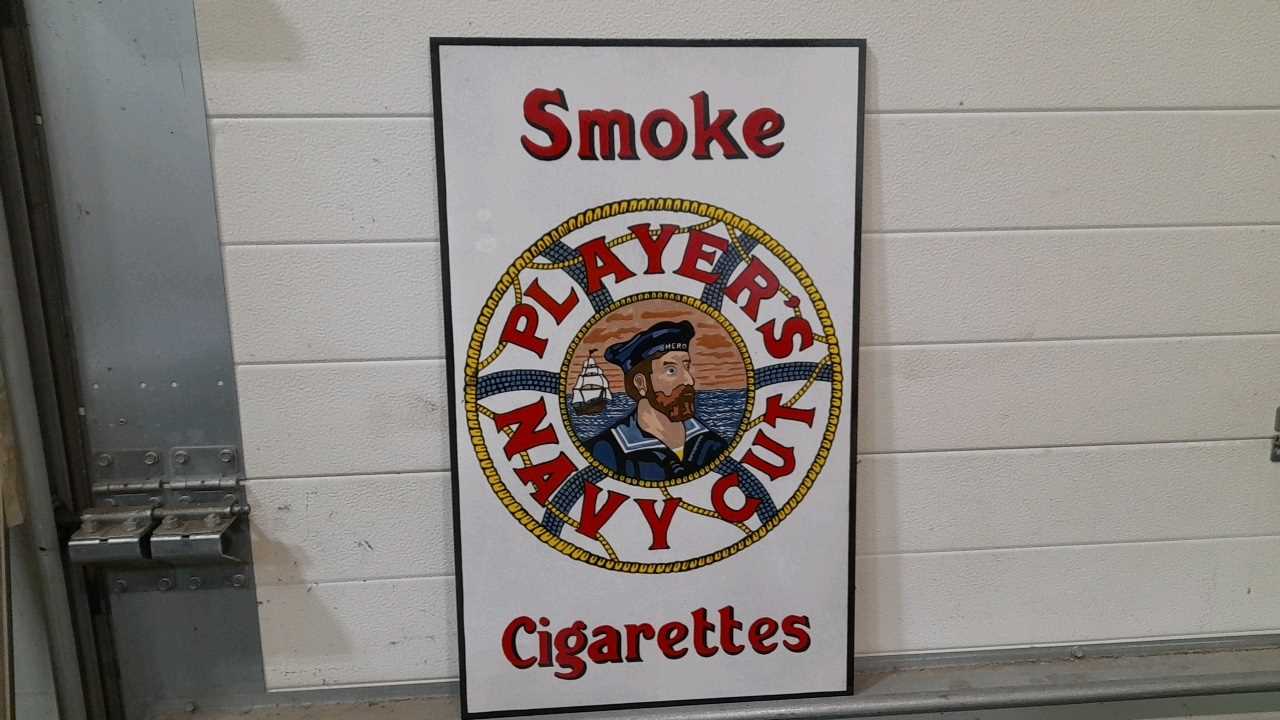 Smoke
PLAYER'S
HERO
NAVY CUT
Cigarettes